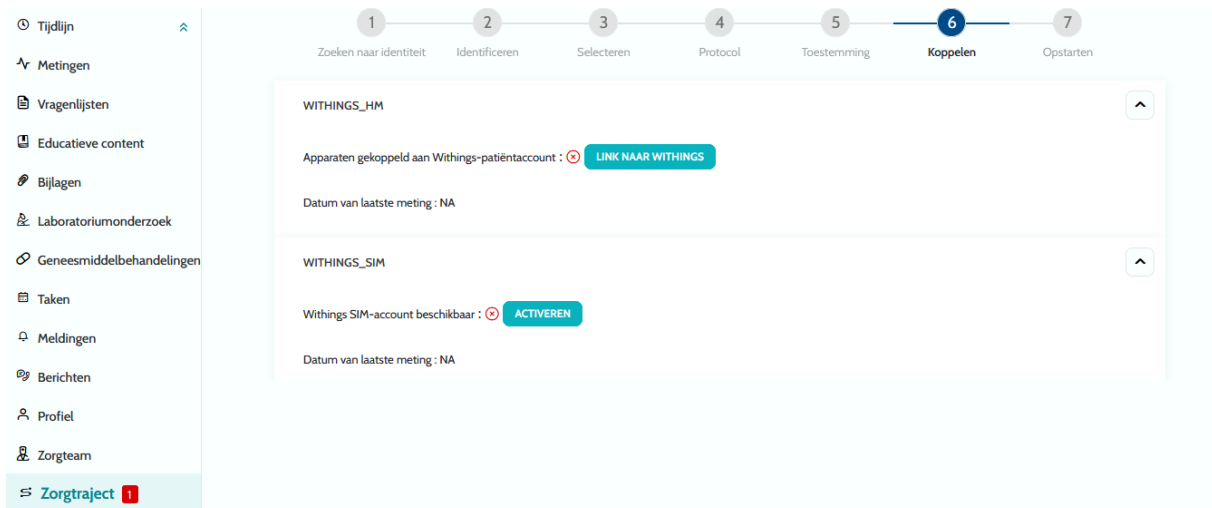 Tijdlijn
Metingen
Vragenlijsten
Educatieve content
Bijlagen
Laboratoriumonderzoek
Geneesmiddelbehandelingen
Taken
Meldingen
Berichten
Profiel
Zorgteam
Zorgtraject 1
1 2 3 4 5 6 7
Zoeken naar identiteit Identificeren Selecteren Protocol Toestemming Koppelen Opstarten
WITHINGS_HM
Apparaten gekoppeld aan Withings-patiëntaccount : LINK NAAR WITHINGS
Datum van laatste meting : NA
WITHINGS_SIM
Withings SIM-account beschikbaar : ACTIVEREN
Datum van laatste meting : NA